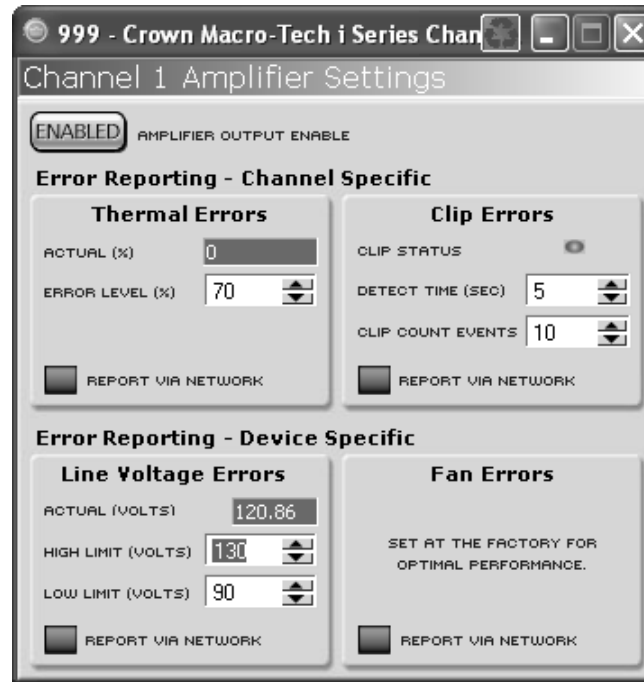 999 - Crown Macro-Tech i Series Chan
Channel 1 Amplifier Settings
ENABLED AMPLIFIER OUTPUT ENABLE
Error Reporting - Channel Specific
Thermal Errors
ACTUAL (%) 0
ERROR LEVEL (%) 70
REPORT VIA NETWORK
Clip Errors
CLIP STATUS
DETECT TIME (SEC) 5
CLIP COUNT EVENTS 10
REPORT VIA NETWORK
Error Reporting - Device Specific
Line Voltage Errors
ACTUAL (VOLTS) 120.86
HIGH LIMIT (VOLTS) 130
LOW LIMIT (VOLTS) 90
REPORT VIA NETWORK
Fan Errors
SET AT THE FACTORY FOR
OPTIMAL PERFORMANCE.
REPORT VIA NETWORK